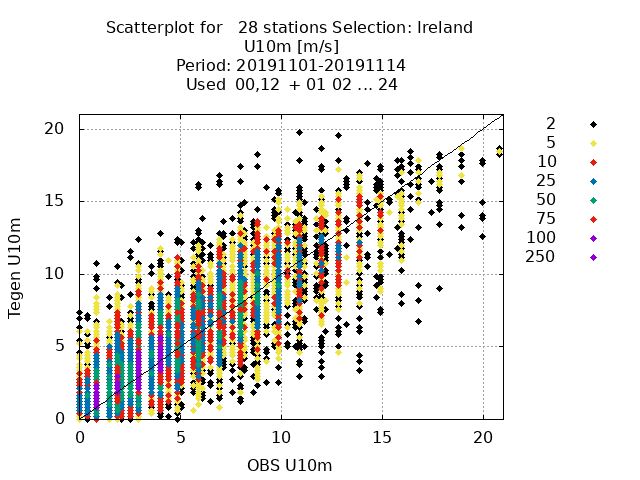 Scatterplot for   28 stations Selection: Ireland
U10m [m/s]
Period: 20191101-20191114
Used  00,12  + 01 02 ... 24
20
15
10
5
0
Tegen U10m
0 5 10 15 20
OBS U10m
2
5
10
25
50
75
100
250